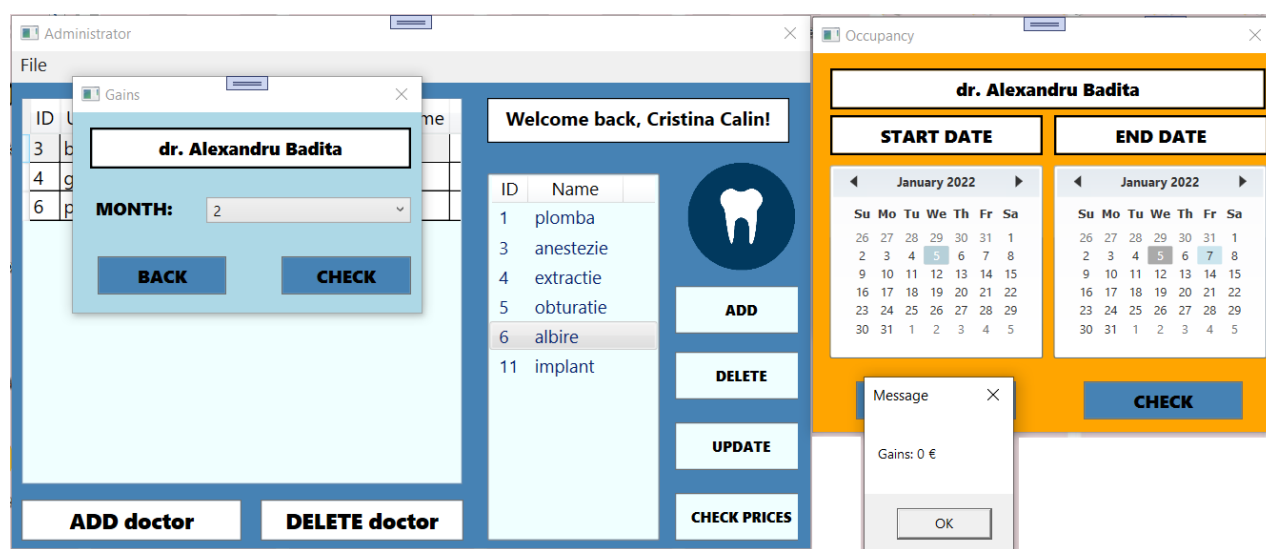 Administrator
File
ID
me
3
4
6
Gains
dr. Alexandru Badita
MONTH: 2
BACK CHECK
ADD doctor DELETE doctor
Welcome back, Cristina Calin!
ID Name
1 plomba
3 anestezie
4 extractie
5 obturatie
6 albire
11 implant
ADD
DELETE
UPDATE
CHECK PRICES
Occupancy
dr. Alexandru Badita
START DATE
January 2022
Su Mo Tu We Th Fr Sa
26 27 28 29 30 31 1
2 3 4 5 6 7 8
9 10 11 12 13 14 15
16 17 18 19 20 21 22
23 24 25 26 27 28 29
30 31 1 2 3 4 5
END DATE
January 2022
Su Mo Tu We Th Fr Sa
26 27 28 29 30 31 1
2 3 4 5 6 7 8
9 10 11 12 13 14 15
16 17 18 19 20 21 22
23 24 25 26 27 28 29
30 31 1 2 3 4 5
CHECK
Message
Gains: 0 €
OK